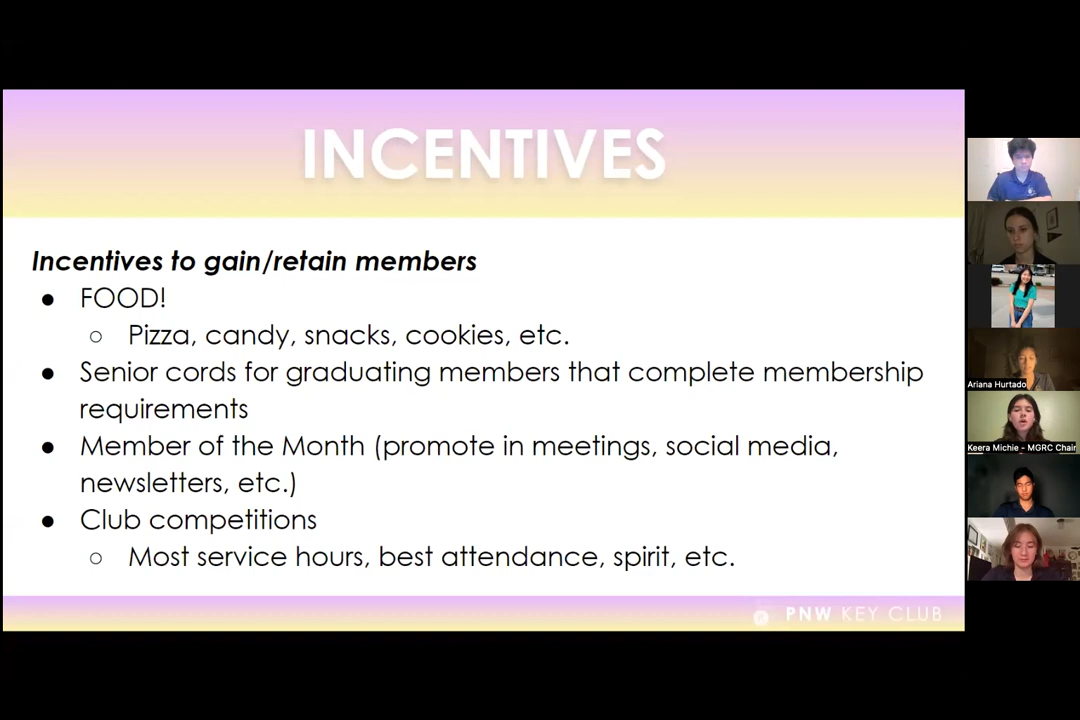 INCENTIVES
Incentives to gain/retain members
● FOOD!
○ Pizza, candy, snacks, cookies, etc.
● Senior cords for graduating members that complete membership
requirements
● Member of the Month (promote in meetings, social media,
newsletters, etc.)
● Club competitions
○ Most service hours, best attendance, spirit, etc.
PNW KEY CLUB
Ariana Hurtado
Keera Michie - MGRC Chair